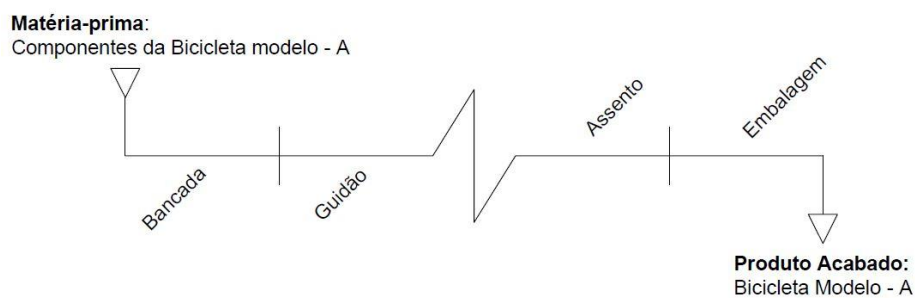 Matéria-prima:
Componentes da Bicicleta modelo - A
Bancada
Guidão
Assento
Embalagem
Produto Acabado:
Bicicleta Modelo - A